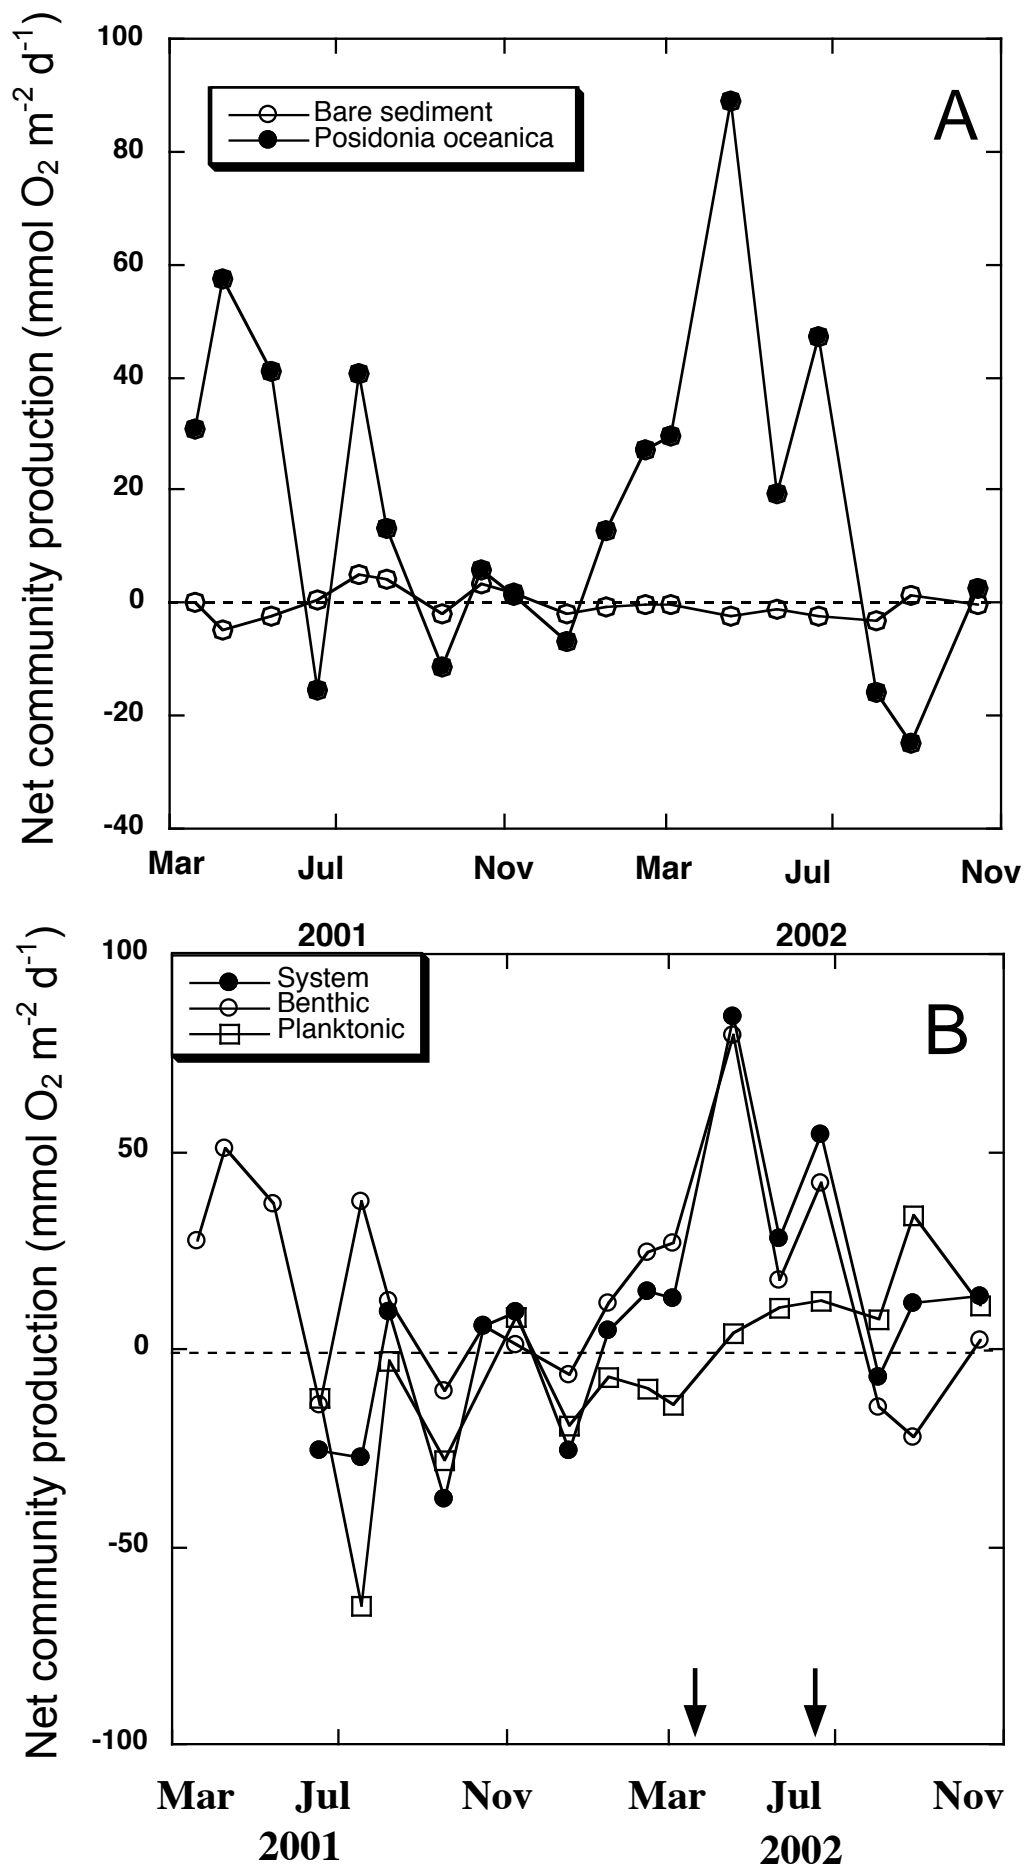 Net community production (mmol O₂ m⁻² d⁻¹)
100
80
60
40
20
0
-20
-40
Bare sediment
Posidonia oceanica
A
Mar Jul Nov Mar Jul Nov
2001 2002
Net community production (mmol O₂ m⁻² d⁻¹)
100
50
0
-50
-100
System
Benthic
Planktonic
B
Mar Jul Nov Mar Jul Nov
2001 2002